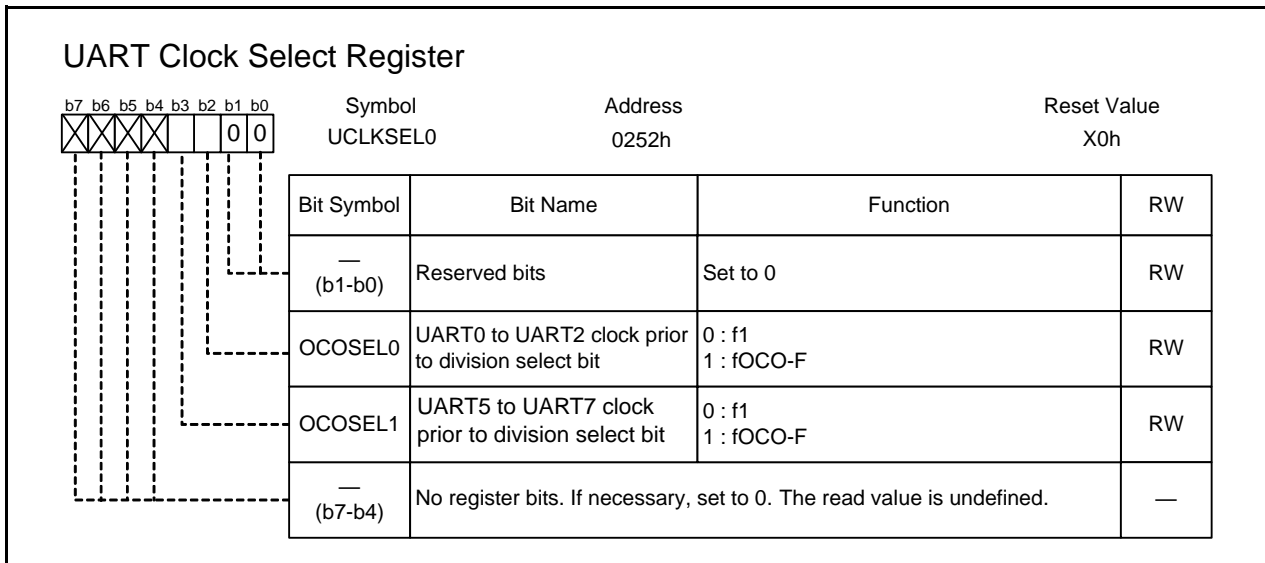 UART Clock Select Register
b7 b6 b5 b4 b3 b2 b1 b0
0 0
Symbol Address Reset Value
UCLKSEL0 0252h X0h
Bit Symbol Bit Name Function RW
—
(b1-b0) Reserved bits Set to 0 RW
OCOSEL0 UART0 to UART2 clock prior to division select bit 0 : f1
1 : fOCO-F RW
OCOSEL1 UART5 to UART7 clock prior to division select bit 0 : f1
1 : fOCO-F RW
—
(b7-b4) No register bits. If necessary, set to 0. The read value is undefined. —